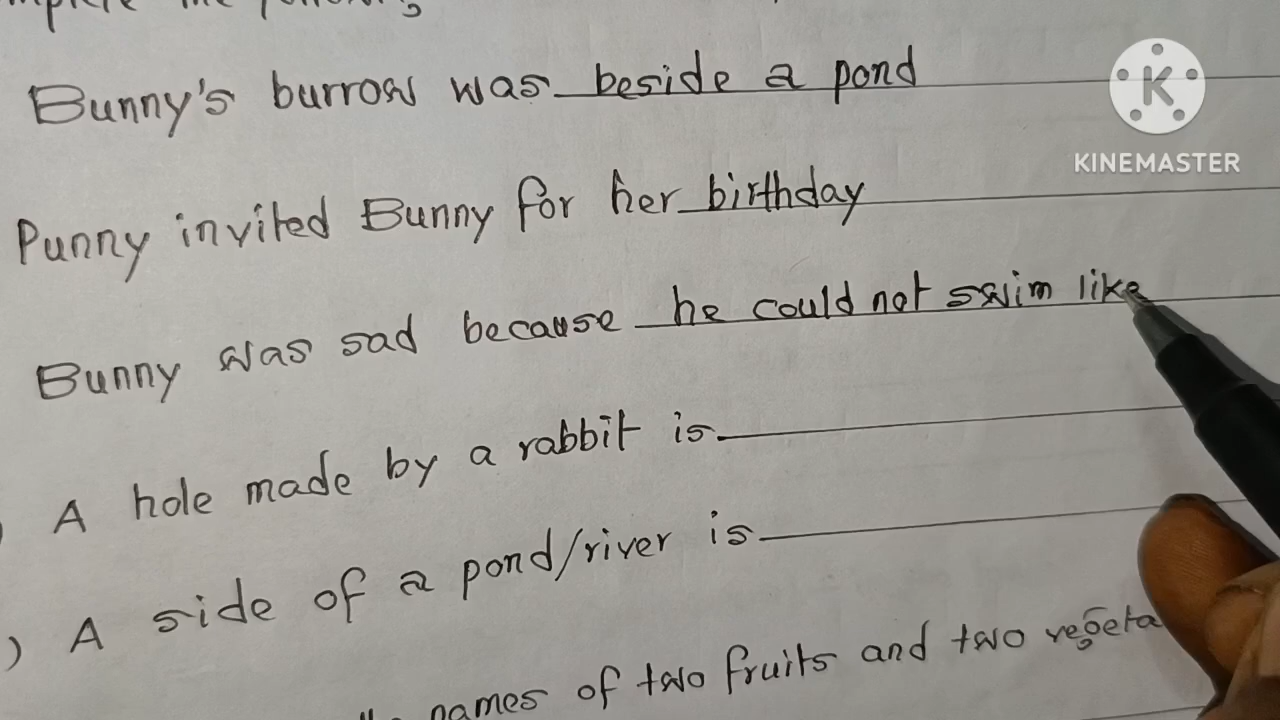 Bunny's burrow was beside a pond
K
KINEMASTER
Punny invited Bunny for her birthday
Bunny was sad because he could not swim like
A hole made by a rabbit is
) A side of a pond/river is
names of two fruits and two vegeta